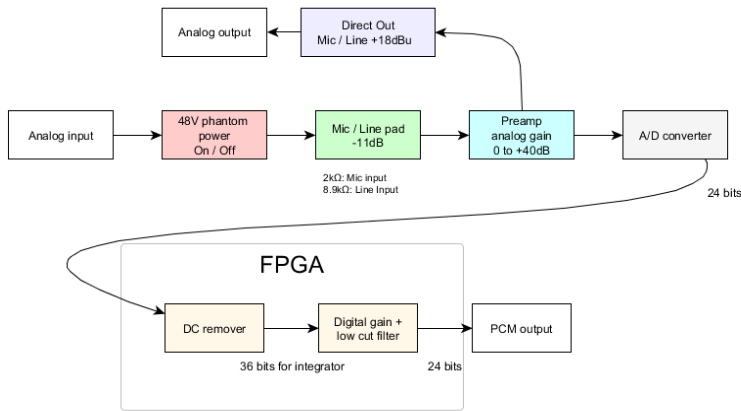 Analog output
Direct Out
Mic / Line +18dBu
Analog input
48V phantom
power
On / Off
Mic / Line pad
-11dB
Preamp
analog gain
0 to +40dB
A/D converter
2kΩ: Mic input
8.9kΩ: Line Input
24 bits
FPGA
DC remover
Digital gain +
low cut filter
PCM output
36 bits for integrator
24 bits